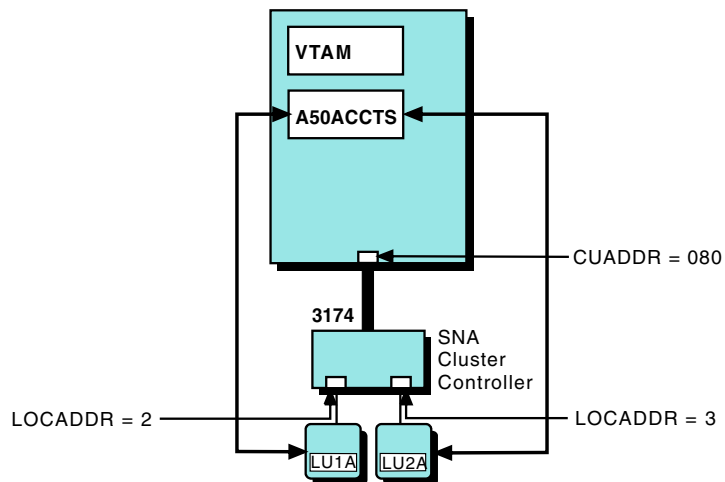 VTAM
A50ACCTS
CUADDR = 080
3174
SNA
Cluster
Controller
LOCADDR = 2
LOCADDR = 3
LU1A
LU2A